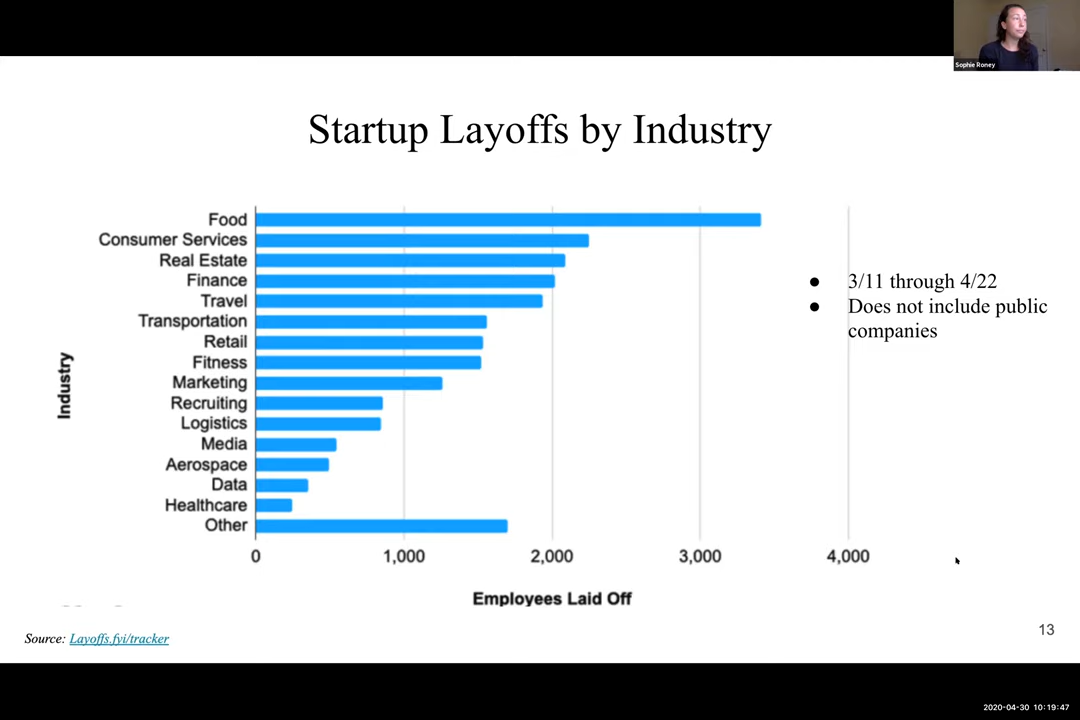 Sophie Roney
Startup Layoffs by Industry
Food
Consumer Services
Real Estate
Finance
Travel
Transportation
Retail
Fitness
Marketing
Recruiting
Logistics
Media
Aerospace
Data
Healthcare
Other
Industry
0 1,000 2,000 3,000 4,000
Employees Laid Off
● 3/11 through 4/22
● Does not include public
companies
Source: Layoffs.fyi/tracker
13
2020-04-30 10:19:47